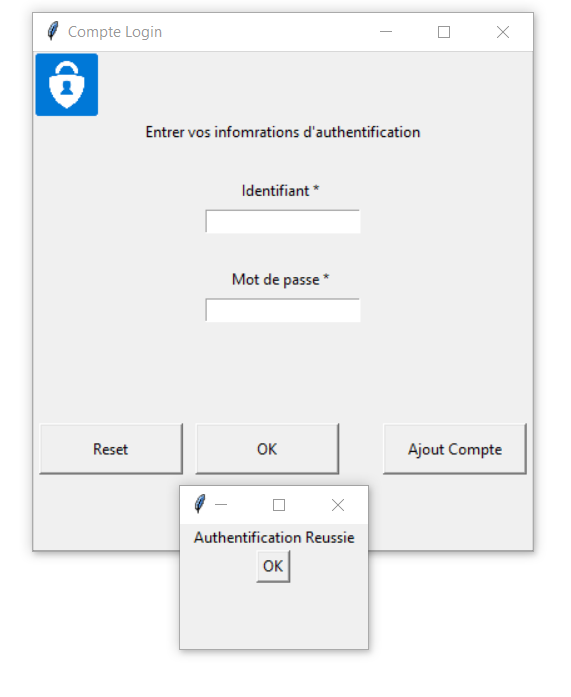 Compte Login
Entrer vos infomrations d'authentification
Identifiant *
Mot de passe *
Reset
OK
Ajout Compte
Authentification Reussie
OK